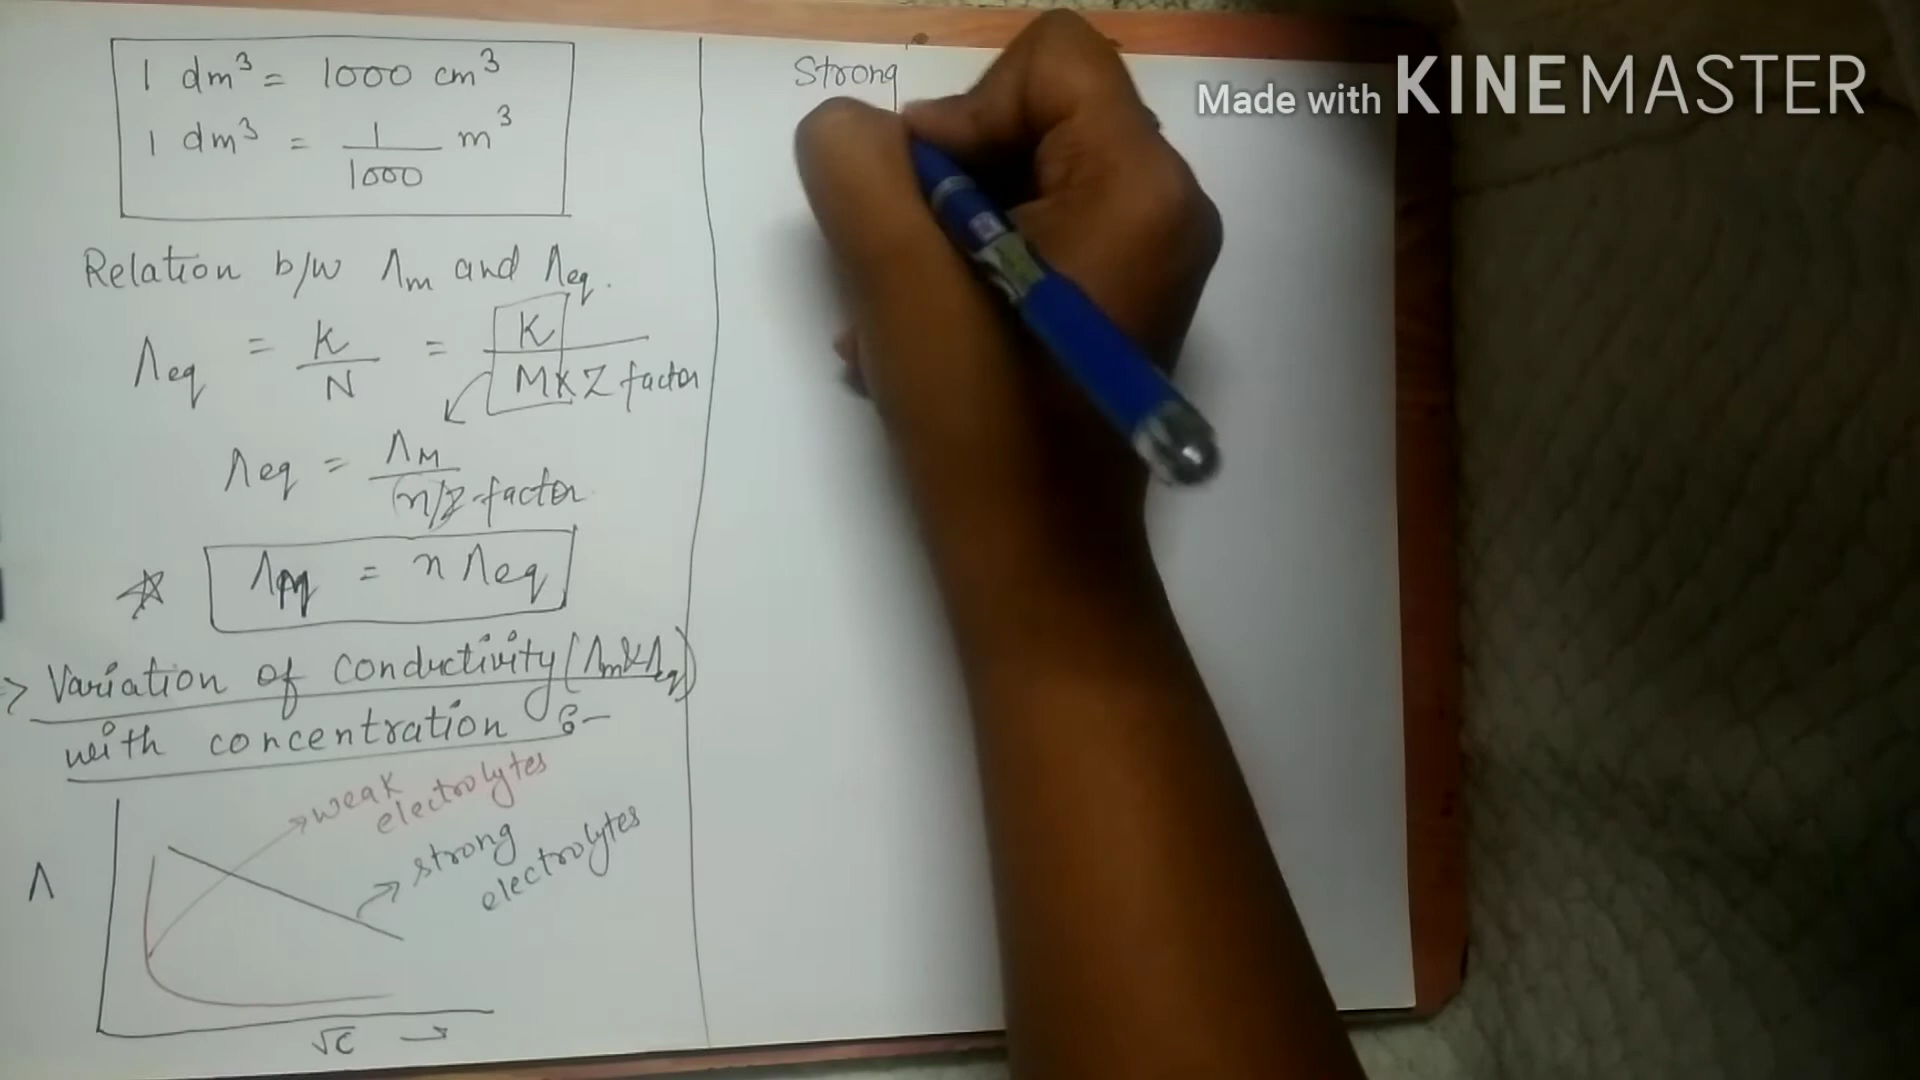 1 dm³ = 1000 cm³
1 dm³ = 1/1000 m³
Relation b/w Λm and Λeq.
Λeq = K/N = K/M×Z factor
Λeq = ΛM/(n/Z-factor
Λm = n Λeq
=> Variation of conductivity (Λm & Λeq)
with concentration :-
weak
electrolytes
strong
electrolytes
Λ
√C →
Strong
Made with KINEMASTER